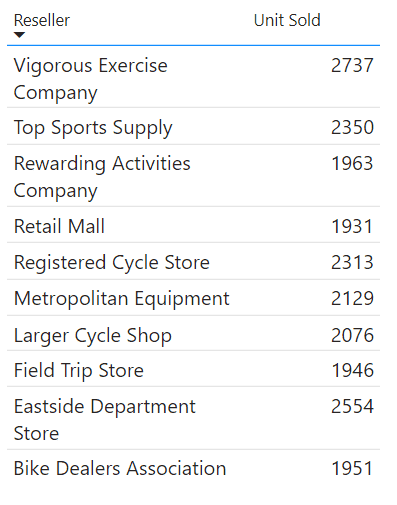 Reseller Unit Sold
Vigorous Exercise 2737
Company
Top Sports Supply 2350
Rewarding Activities 1963
Company
Retail Mall 1931
Registered Cycle Store 2313
Metropolitan Equipment 2129
Larger Cycle Shop 2076
Field Trip Store 1946
Eastside Department 2554
Store
Bike Dealers Association 1951